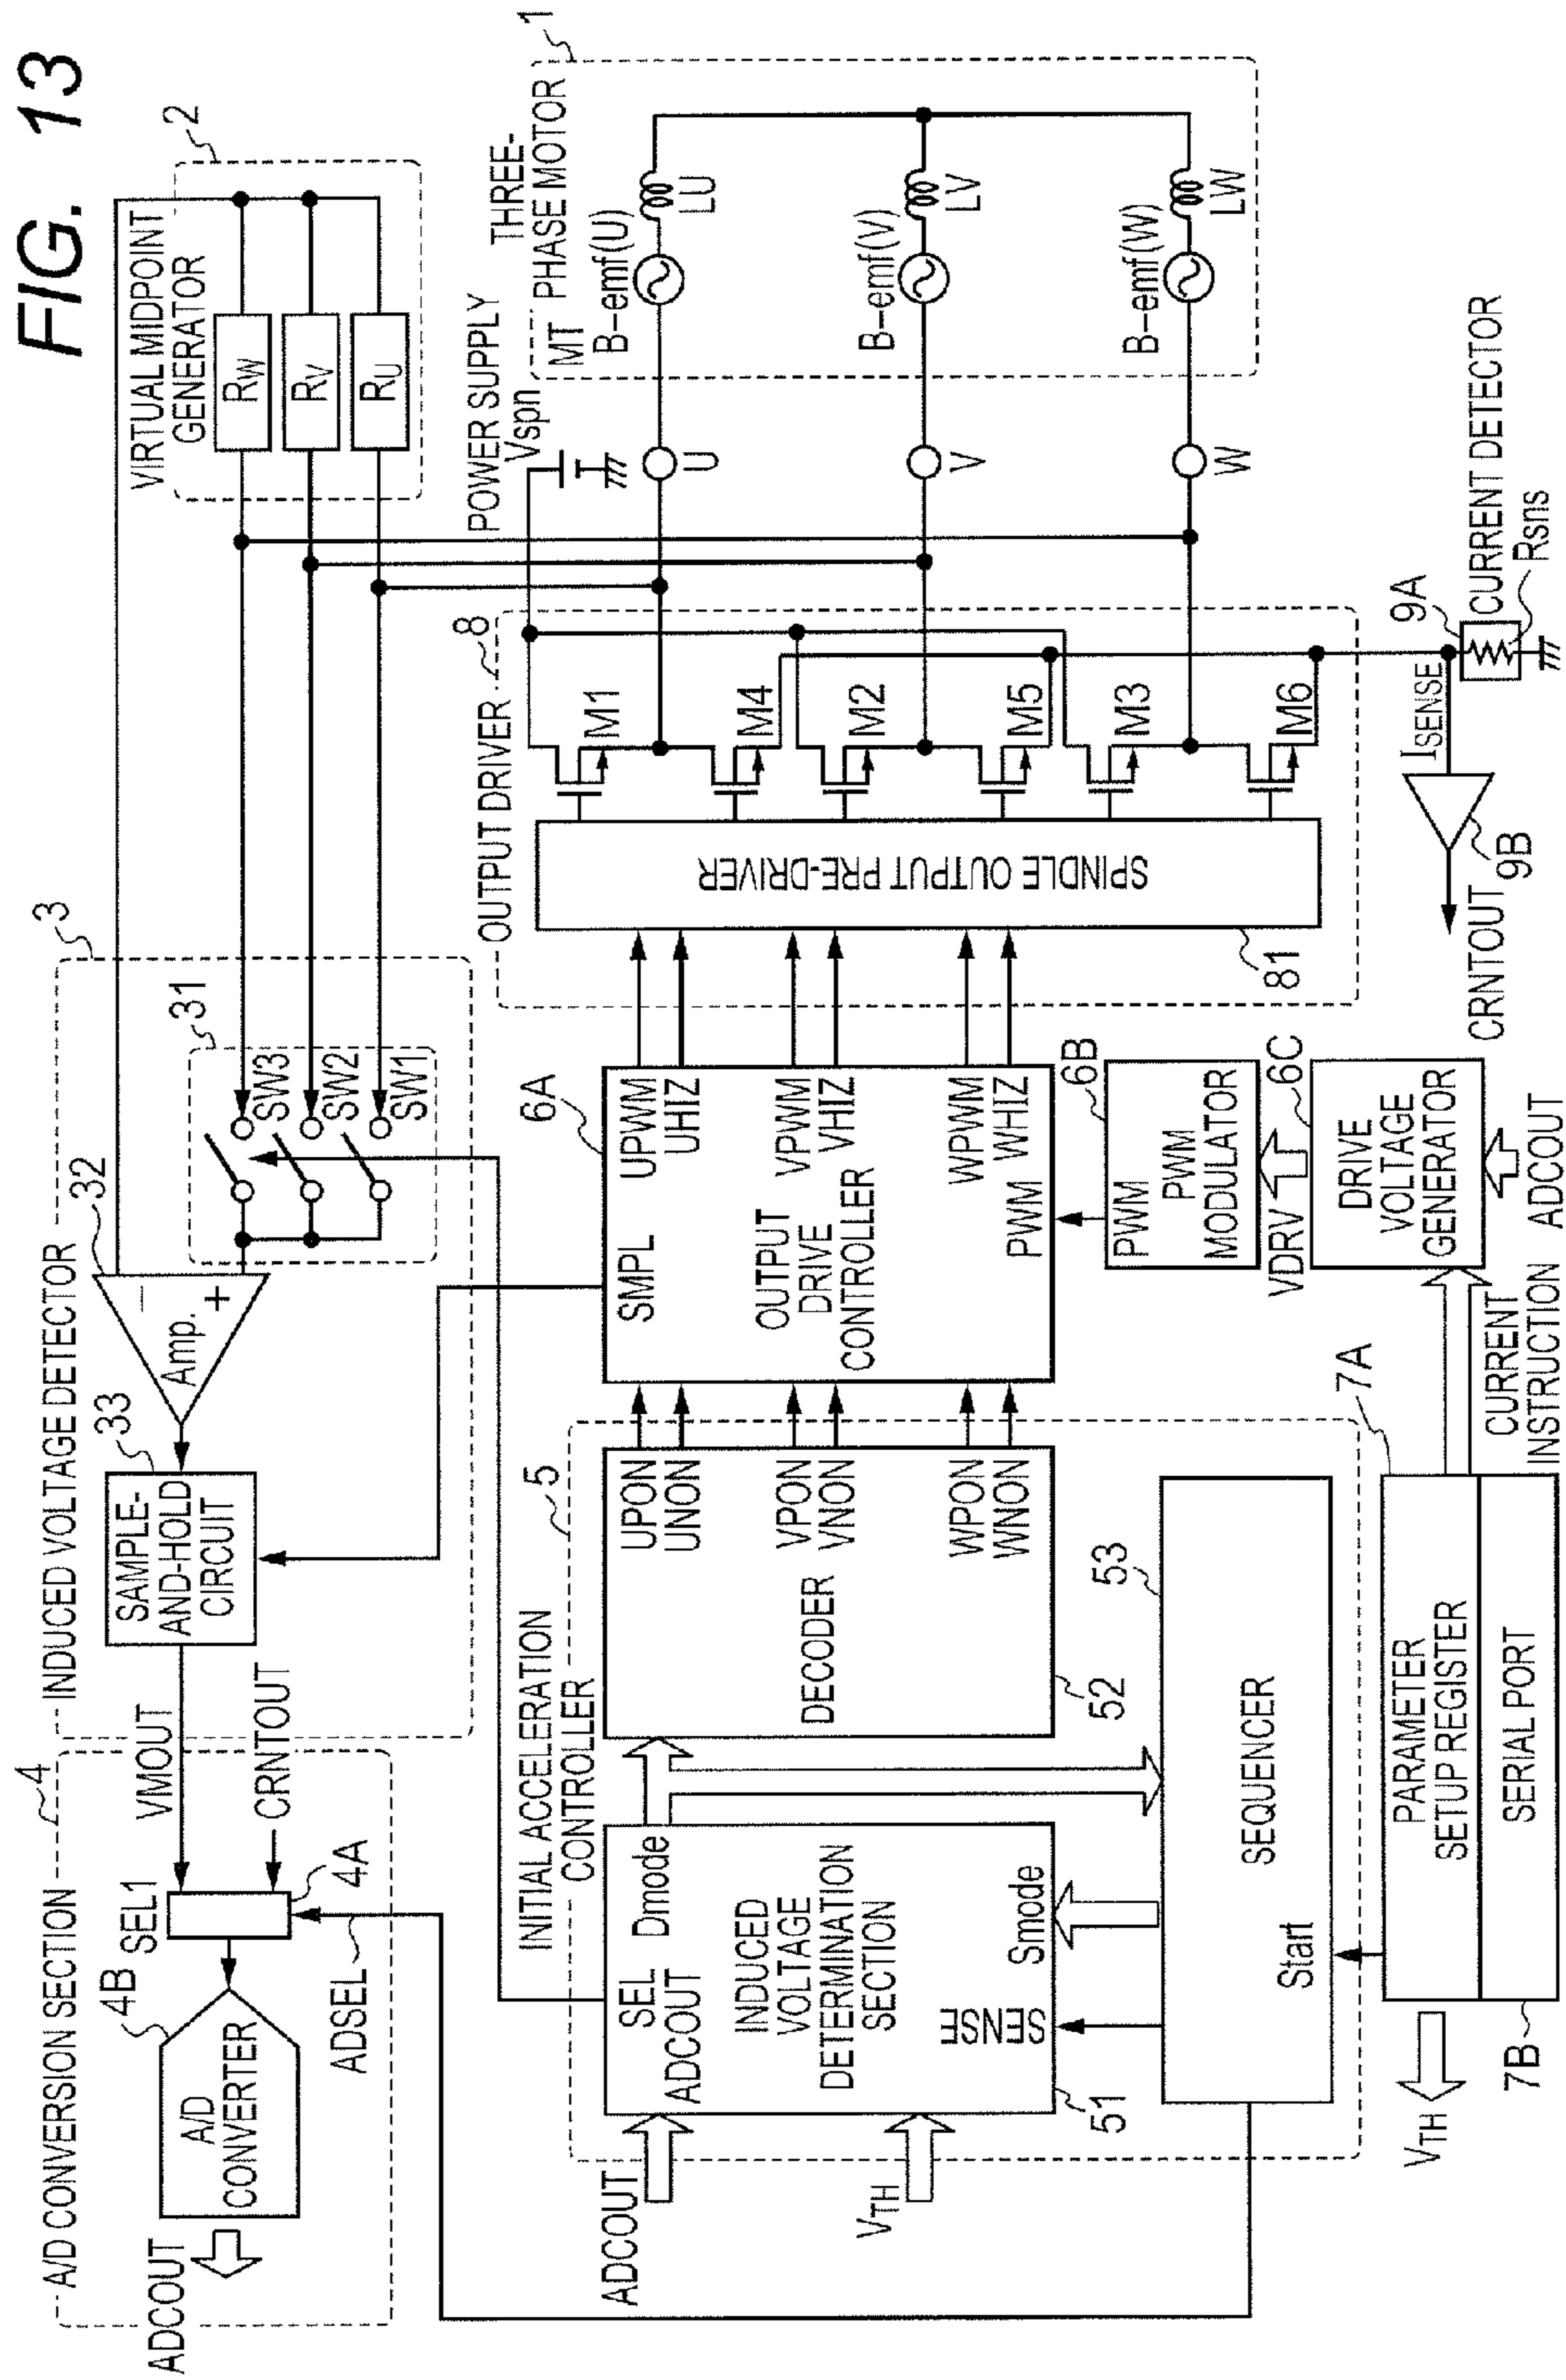 FIG. 13
A/D CONVERSION SECTION
4
ADCOUT
4B
A/D
CONVERTER
SEL1
4A
ADSEL
VMOUT
CRNTOUT
INDUCED VOLTAGE DETECTOR
3
33
SAMPLE-
AND-HOLD
CIRCUIT
32
Amp.
−
+
31
SW3
SW2
SW1
VIRTUAL MIDPOINT
GENERATOR
2
RW
RV
RU
POWER SUPPLY
Vspn
THREE-
PHASE MOTOR
1
MT
B-emf(U)
LU
B-emf(V)
LV
B-emf(W)
LW
U
V
W
INITIAL ACCELERATION
CONTROLLER
5
ADCOUT
VTH
SEL
Dmode
ADCOUT
INDUCED
VOLTAGE
DETERMINATION
SECTION
SENSE
Smode
51
DECODER
UPON
UNON
VPON
VNON
WPON
WNON
52
53
SEQUENCER
Start
6A
SMPL
UPWM
UHIZ
OUTPUT
DRIVE
CONTROLLER
VPWM
VHIZ
WPWM
WHIZ
PWM
6B
PWM
PWM
MODULATOR
VDRV
6C
DRIVE
VOLTAGE
GENERATOR
CURRENT
INSTRUCTION
ADCOUT
7A
PARAMETER
SETUP REGISTER
SERIAL PORT
7B
VTH
OUTPUT DRIVER
8
SPINDLE OUTPUT PRE-DRIVER
81
M1
M4
M2
M5
M3
M6
ISENSE
9A
CURRENT DETECTOR
Rsns
9B
CRNTOUT